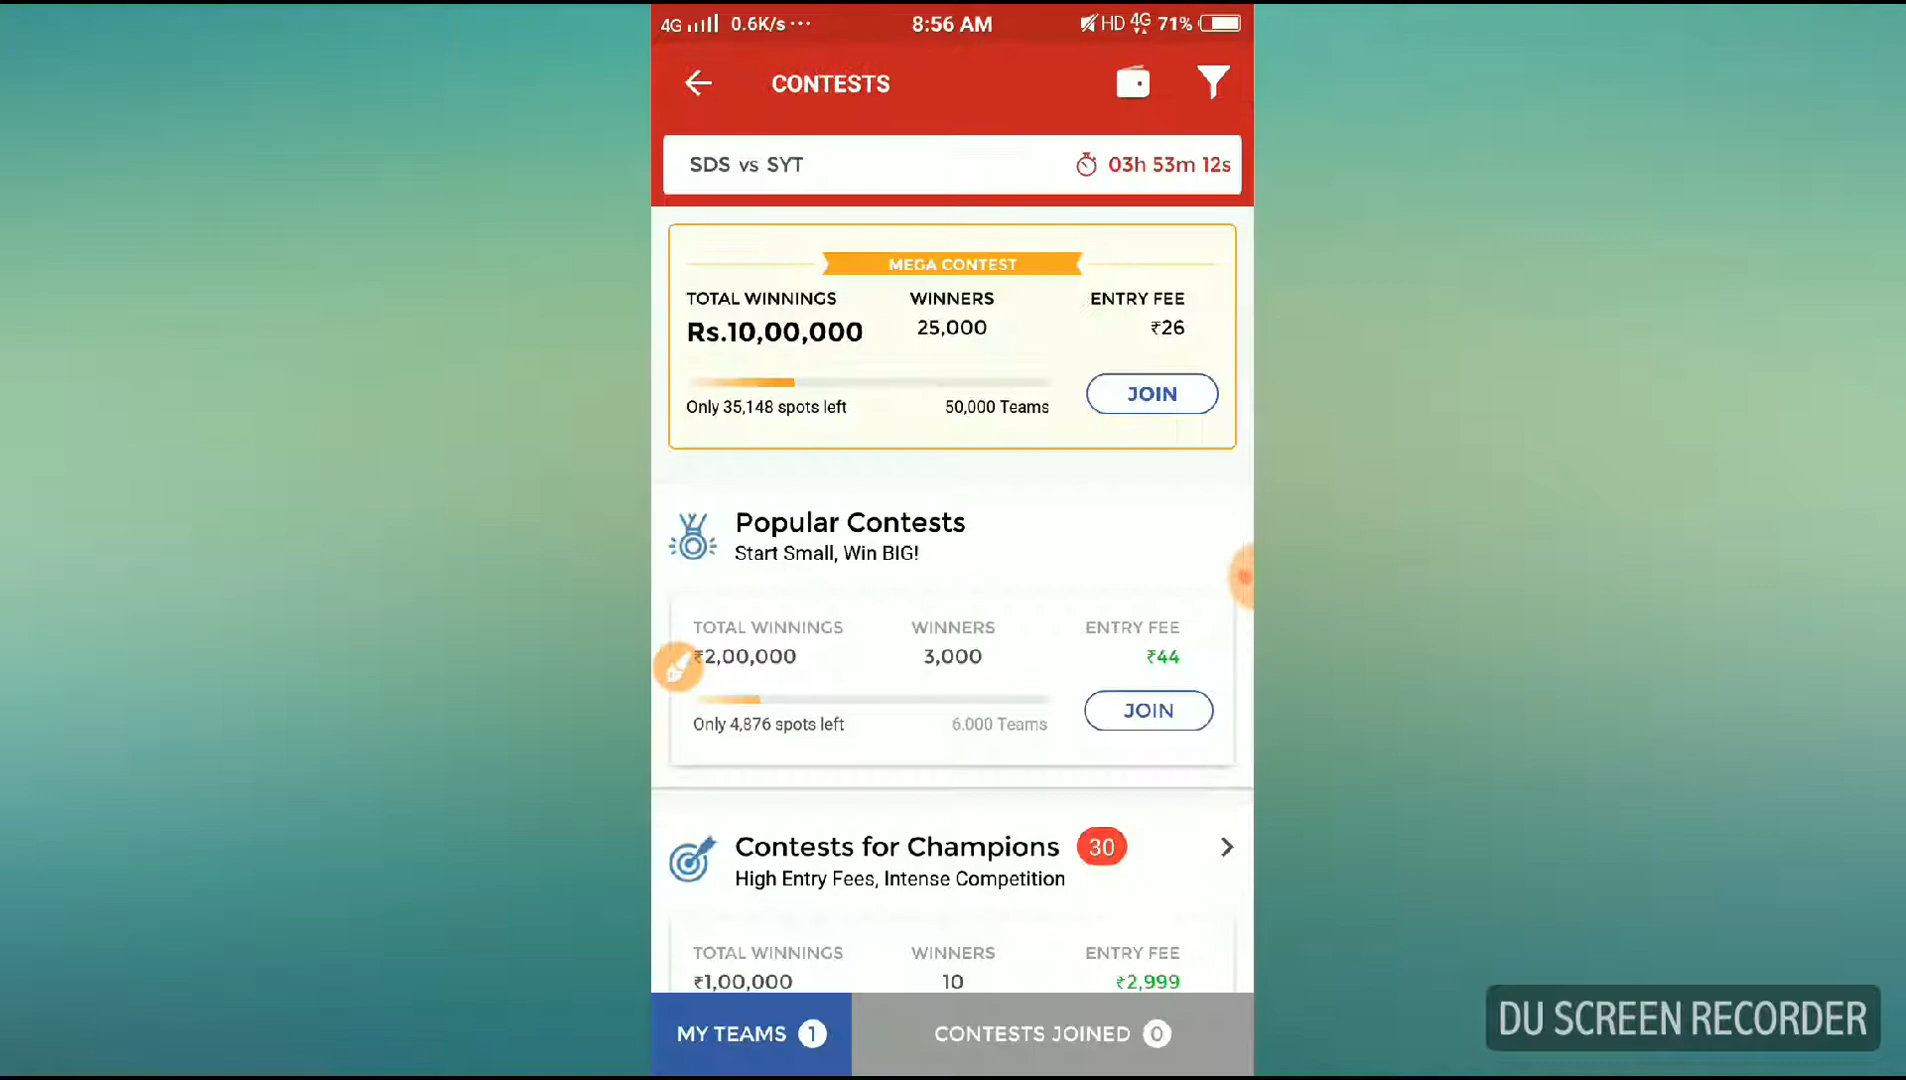 4G 0.6K/s ··· 8:56 AM HD 4G 71%
CONTESTS
SDS vs SYT 03h 53m 12s
MEGA CONTEST
TOTAL WINNINGS WINNERS ENTRY FEE
Rs.10,00,000 25,000 ₹26
JOIN
Only 35,148 spots left 50,000 Teams
Popular Contests
Start Small, Win BIG!
TOTAL WINNINGS WINNERS ENTRY FEE
₹2,00,000 3,000 ₹44
JOIN
Only 4,876 spots left 6,000 Teams
Contests for Champions 30
High Entry Fees, Intense Competition
TOTAL WINNINGS WINNERS ENTRY FEE
₹1,00,000 10 ₹2,999
MY TEAMS 1 CONTESTS JOINED 0
DU SCREEN RECORDER